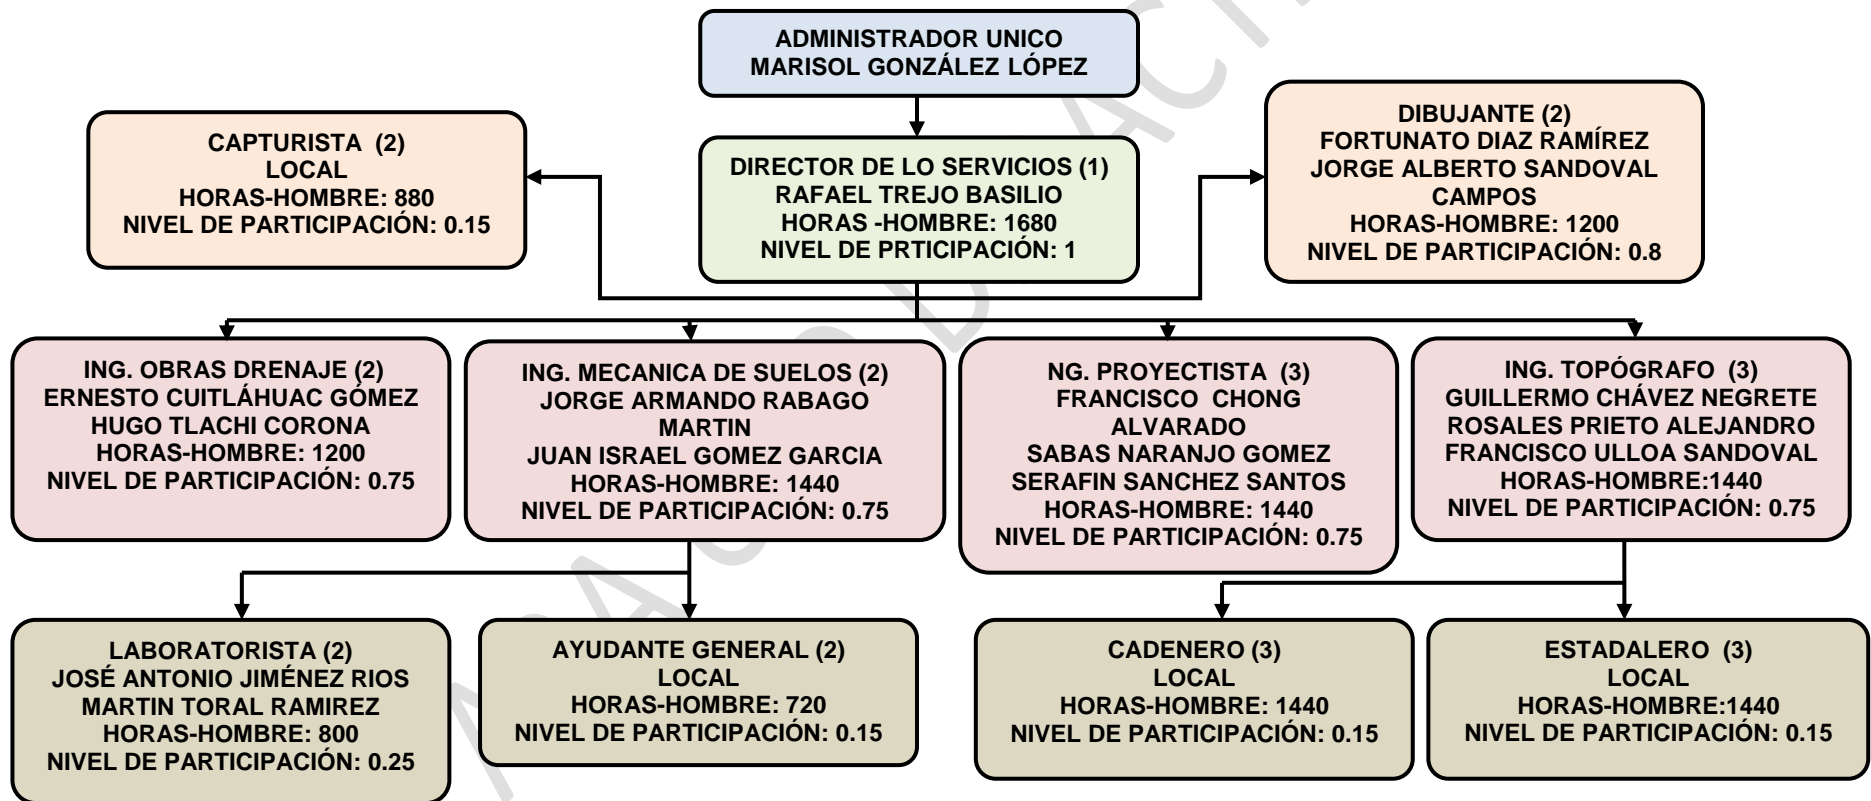 ADMINISTRADOR UNICO
MARISOL GONZÁLEZ LÓPEZ
CAPTURISTA (2)
LOCAL
HORAS-HOMBRE: 880
NIVEL DE PARTICIPACIÓN: 0.15
DIRECTOR DE LO SERVICIOS (1)
RAFAEL TREJO BASILIO
HORAS -HOMBRE: 1680
NIVEL DE PRTICIPACIÓN: 1
DIBUJANTE (2)
FORTUNATO DIAZ RAMÍREZ
JORGE ALBERTO SANDOVAL
CAMPOS
HORAS-HOMBRE: 1200
NIVEL DE PARTICIPACIÓN: 0.8
ING. OBRAS DRENAJE (2)
ERNESTO CUITLÁHUAC GÓMEZ
HUGO TLACHI CORONA
HORAS-HOMBRE: 1200
NIVEL DE PARTICIPACIÓN: 0.75
ING. MECANICA DE SUELOS (2)
JORGE ARMANDO RABAGO
MARTIN
JUAN ISRAEL GOMEZ GARCIA
HORAS-HOMBRE: 1440
NIVEL DE PARTICIPACIÓN: 0.75
NG. PROYECTISTA (3)
FRANCISCO CHONG
ALVARADO
SABAS NARANJO GOMEZ
SERAFIN SANCHEZ SANTOS
HORAS-HOMBRE: 1440
NIVEL DE PARTICIPACIÓN: 0.75
ING. TOPÓGRAFO (3)
GUILLERMO CHÁVEZ NEGRETE
ROSALES PRIETO ALEJANDRO
FRANCISCO ULLOA SANDOVAL
HORAS-HOMBRE:1440
NIVEL DE PARTICIPACIÓN: 0.75
LABORATORISTA (2)
JOSÉ ANTONIO JIMÉNEZ RIOS
MARTIN TORAL RAMIREZ
HORAS-HOMBRE: 800
NIVEL DE PARTICIPACIÓN: 0.25
AYUDANTE GENERAL (2)
LOCAL
HORAS-HOMBRE: 720
NIVEL DE PARTICIPACIÓN: 0.15
CADENERO (3)
LOCAL
HORAS-HOMBRE: 1440
NIVEL DE PARTICIPACIÓN: 0.15
ESTADALERO (3)
LOCAL
HORAS-HOMBRE:1440
NIVEL DE PARTICIPACIÓN: 0.15